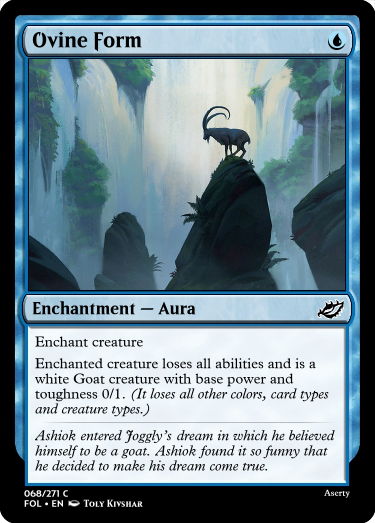 Ovine Form
Enchantment — Aura
Enchant creature
Enchanted creature loses all abilities and is a
white Goat creature with base power and
toughness 0/1. (It loses all other colors, card types
and creature types.)
Ashiok entered Joggly's dream in which he believed
himself to be a goat. Ashiok found it so funny that
he decided to make his dream come true.
068/271 C
FOL • EN Toly Kivshar
Aserty